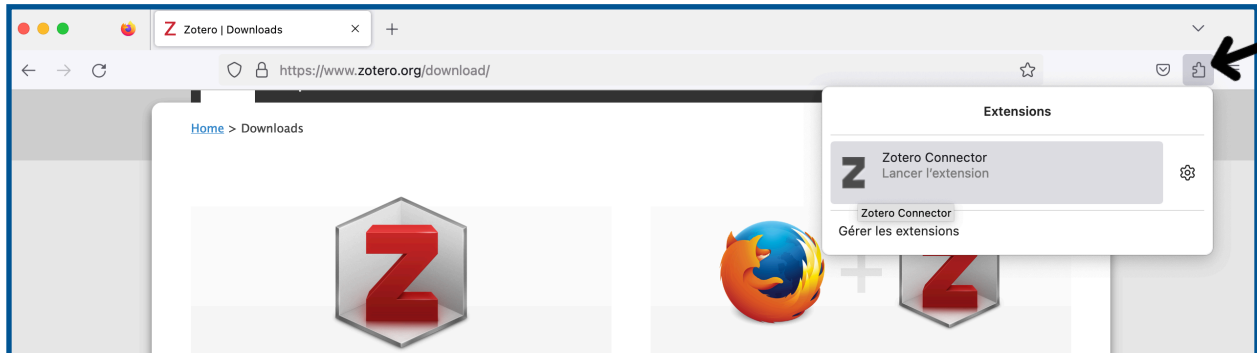 Zotero | Downloads
https://www.zotero.org/download/
Extensions
Home > Downloads
Zotero Connector
Lancer l'extension
Zotero Connector
Gérer les extensions